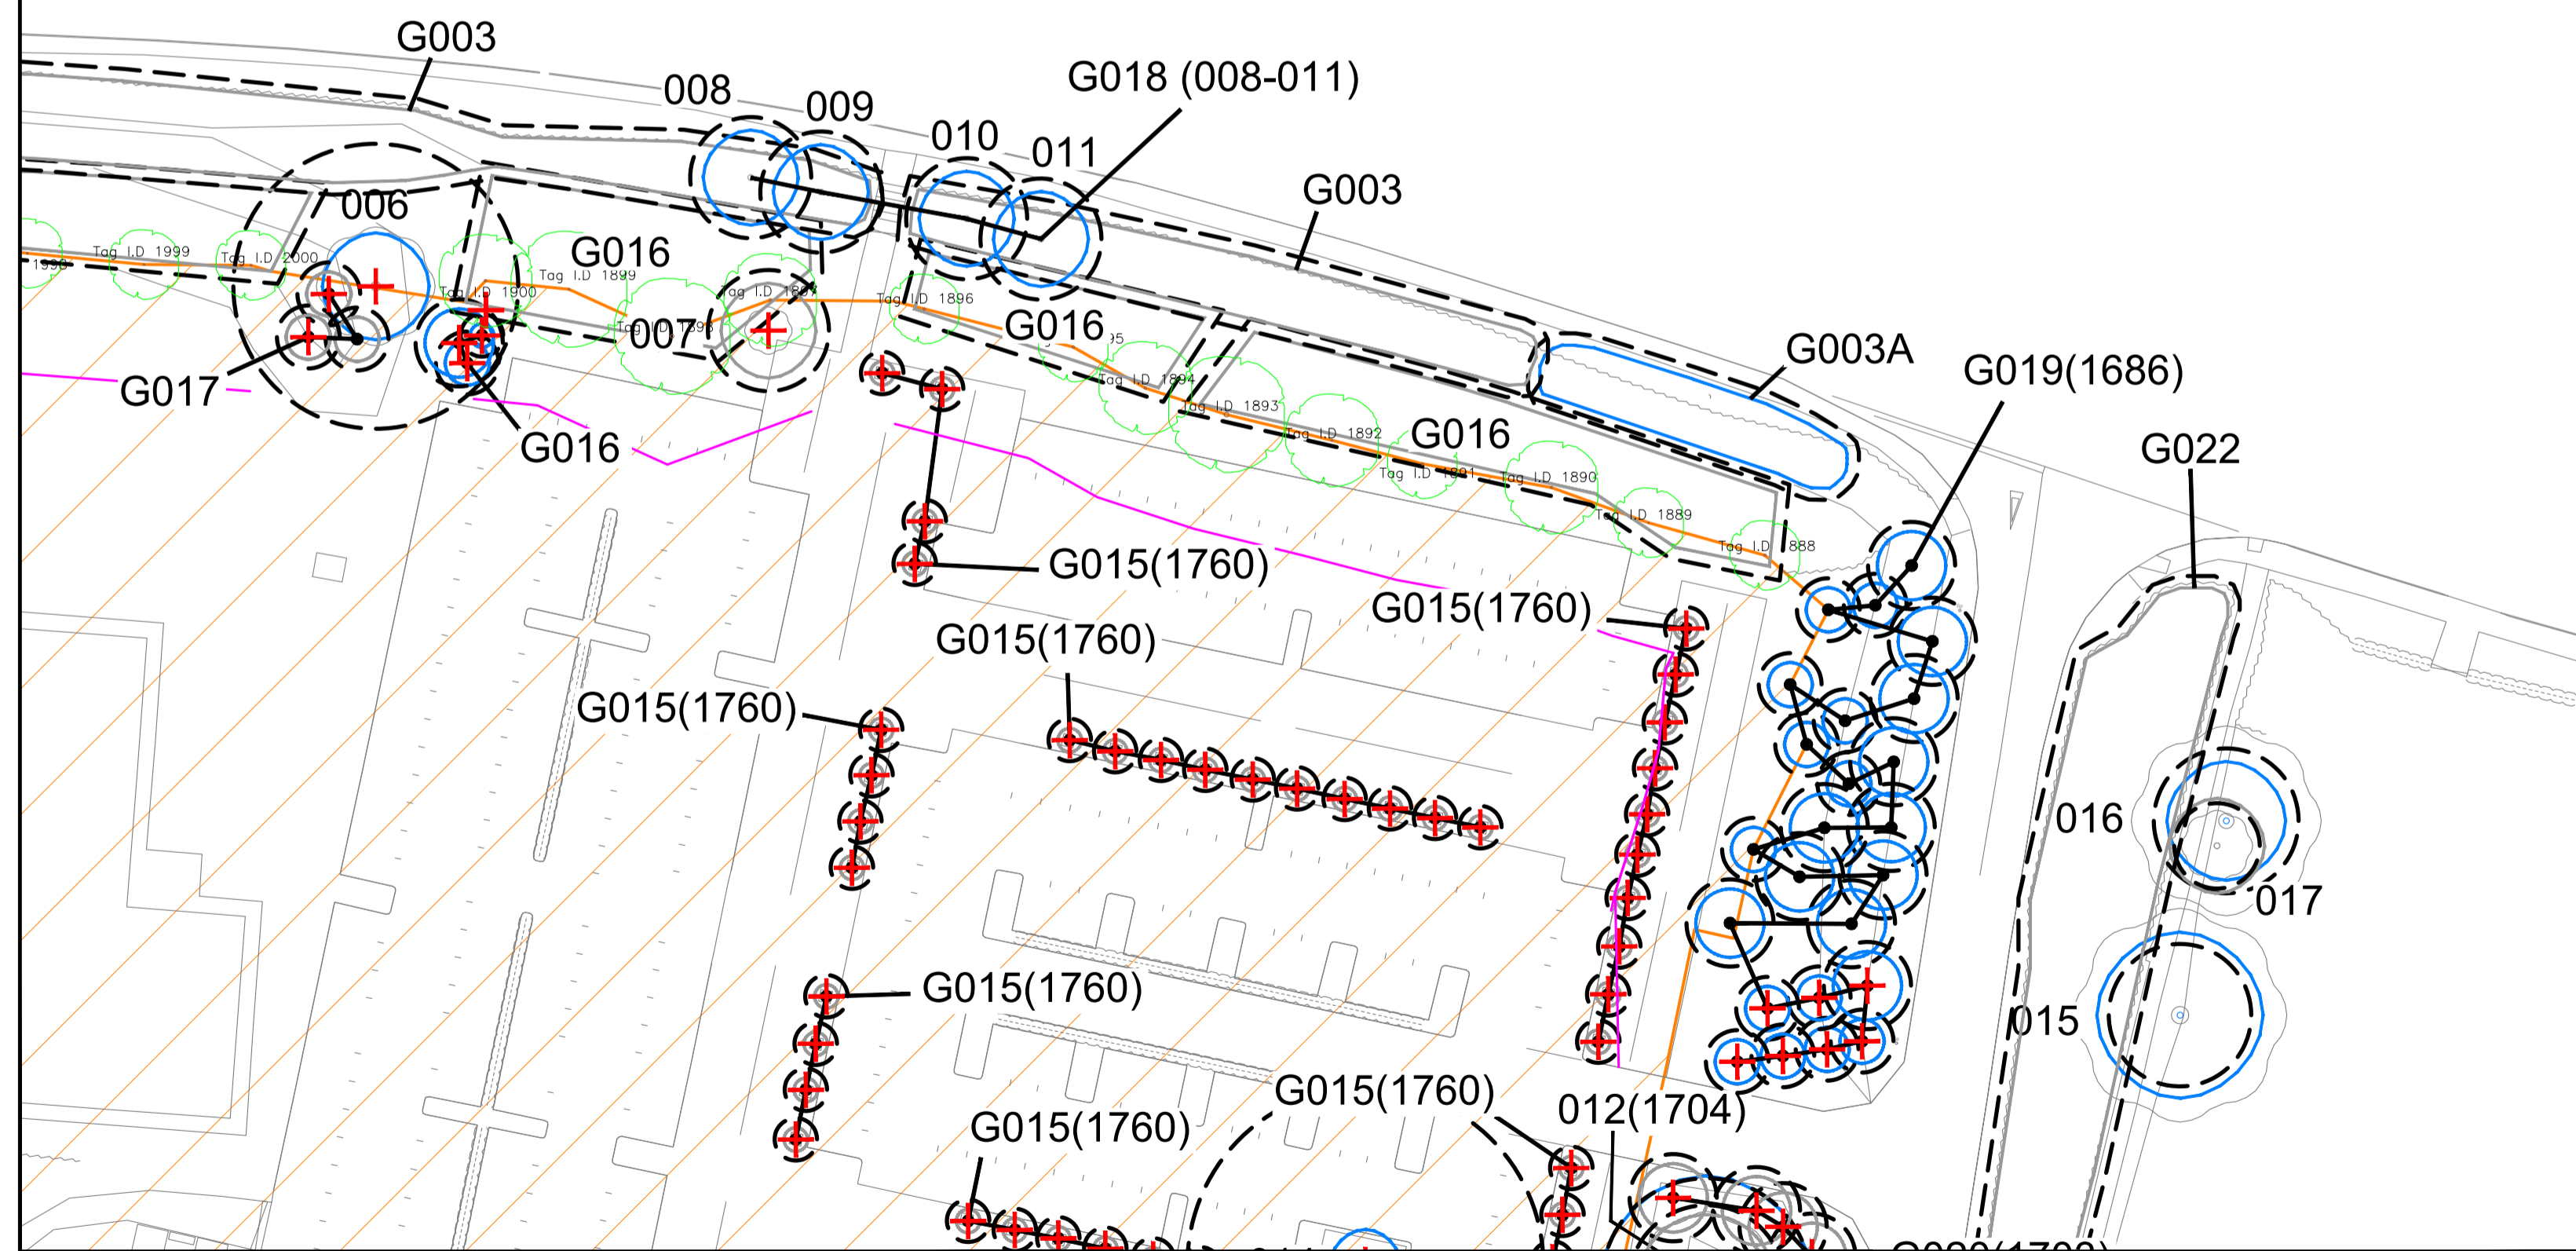 G003
008
009
G018 (008-011)
010
011
G003
006
G016
Tag I.D 1999
Tag I.D 2000
Tag I.D 1899
Tag I.D 1900
Tag I.D 1896
007
G016
95
Tag I.D 1894
Tag I.D 1893
Tag I.D 1892
G016
Tag I.D 1890
Tag I.D 1889
G003A
G019(1686)
G022
G017
G016
G015(1760)
G015(1760)
G015(1760)
G015(1760)
016
017
G015(1760)
015
G015(1760)
012(1704)
G015(1760)